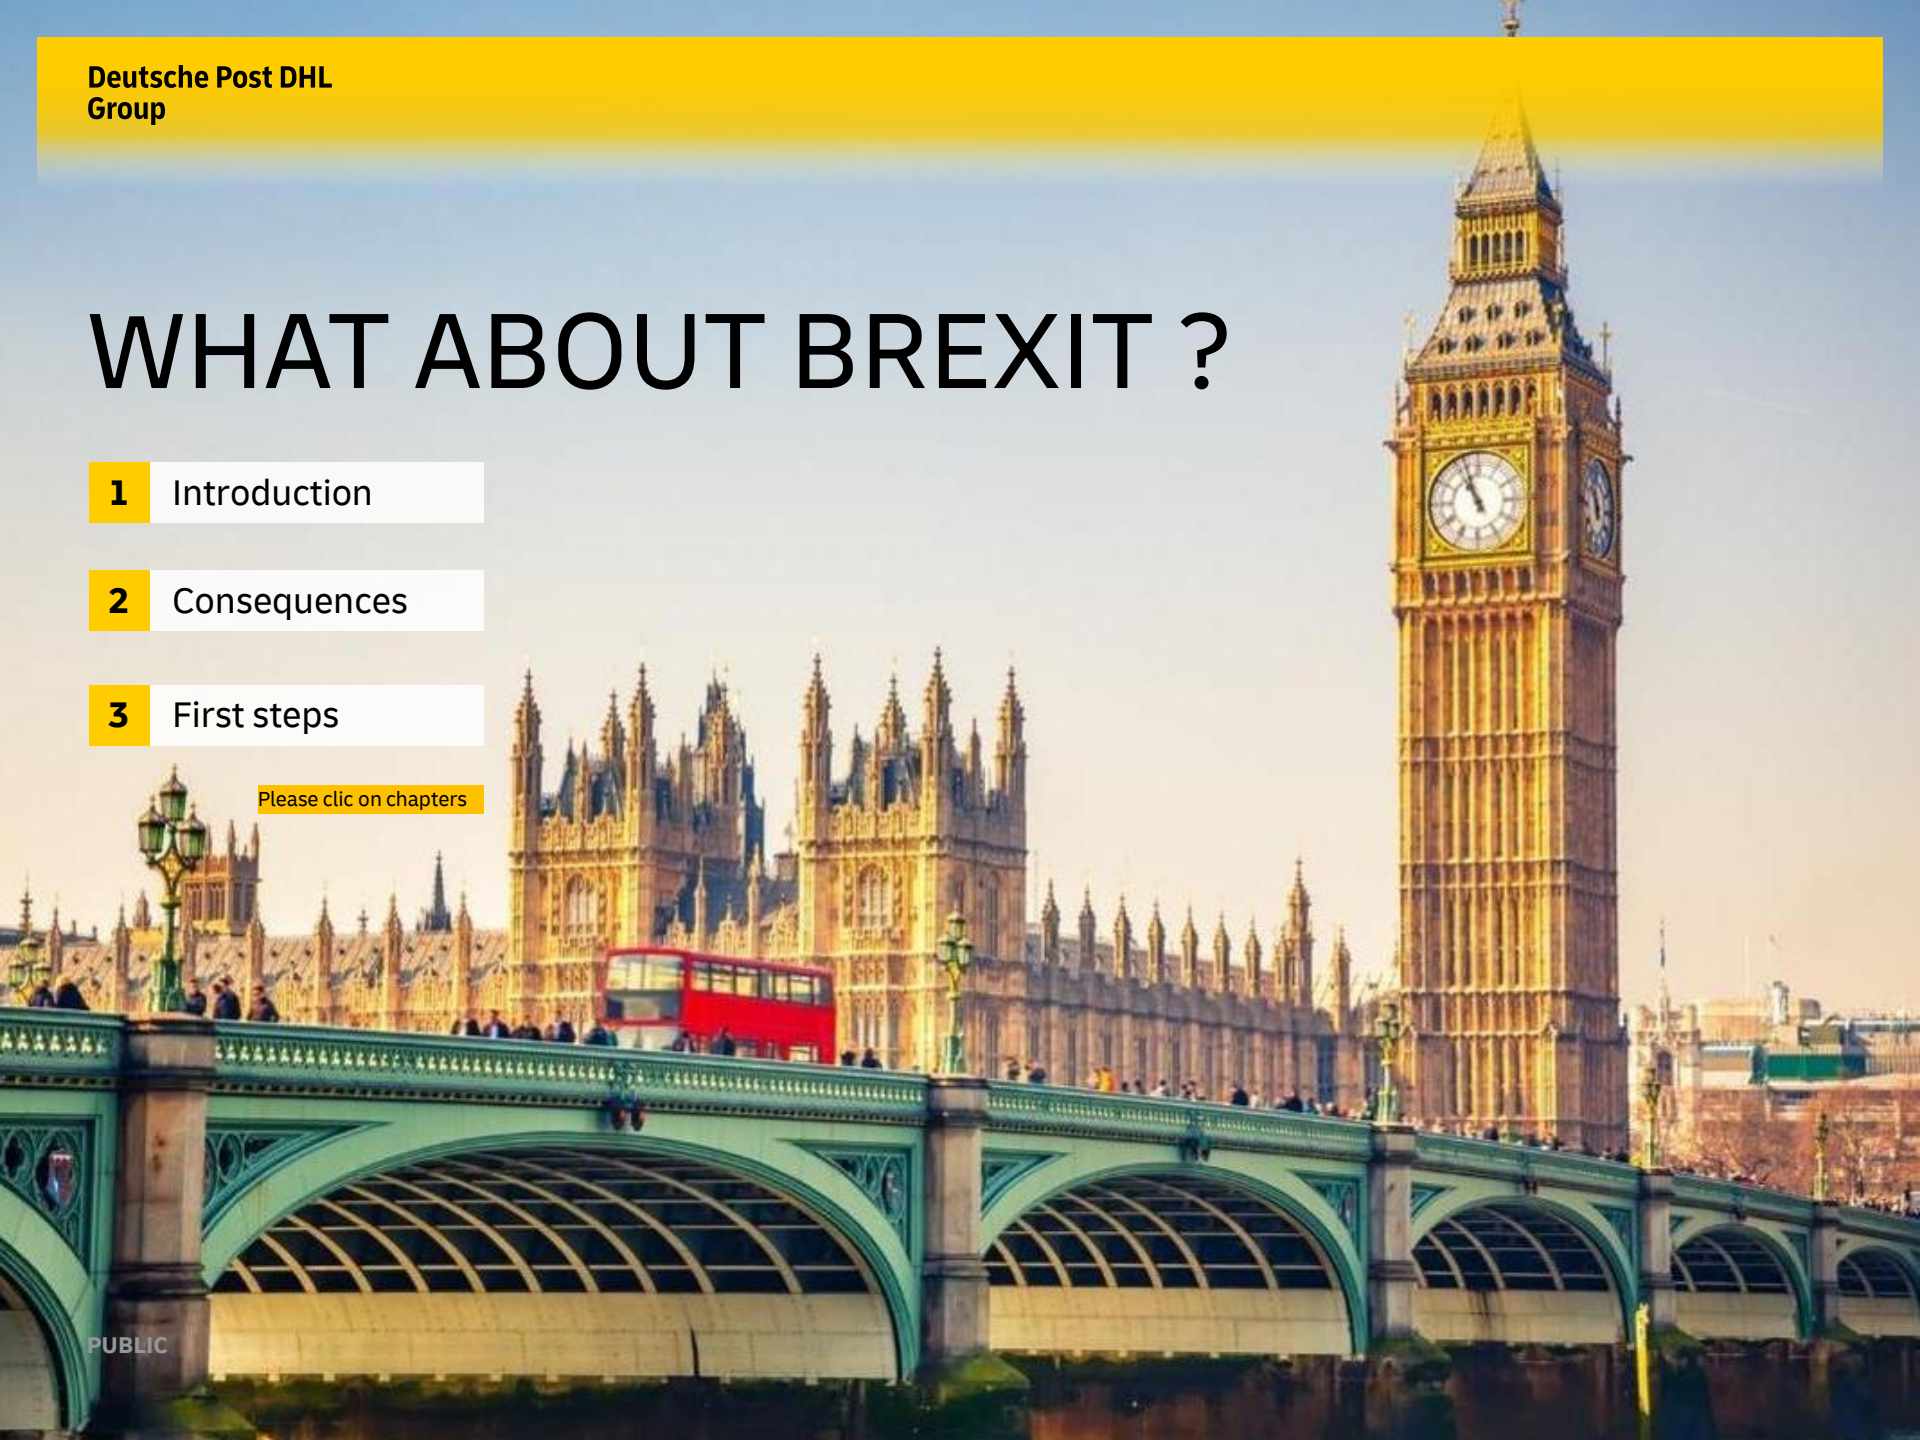 Deutsche Post DHL
Group
WHAT ABOUT BREXIT ?
1 Introduction
2 Consequences
3 First steps
Please clic on chapters
PUBLIC